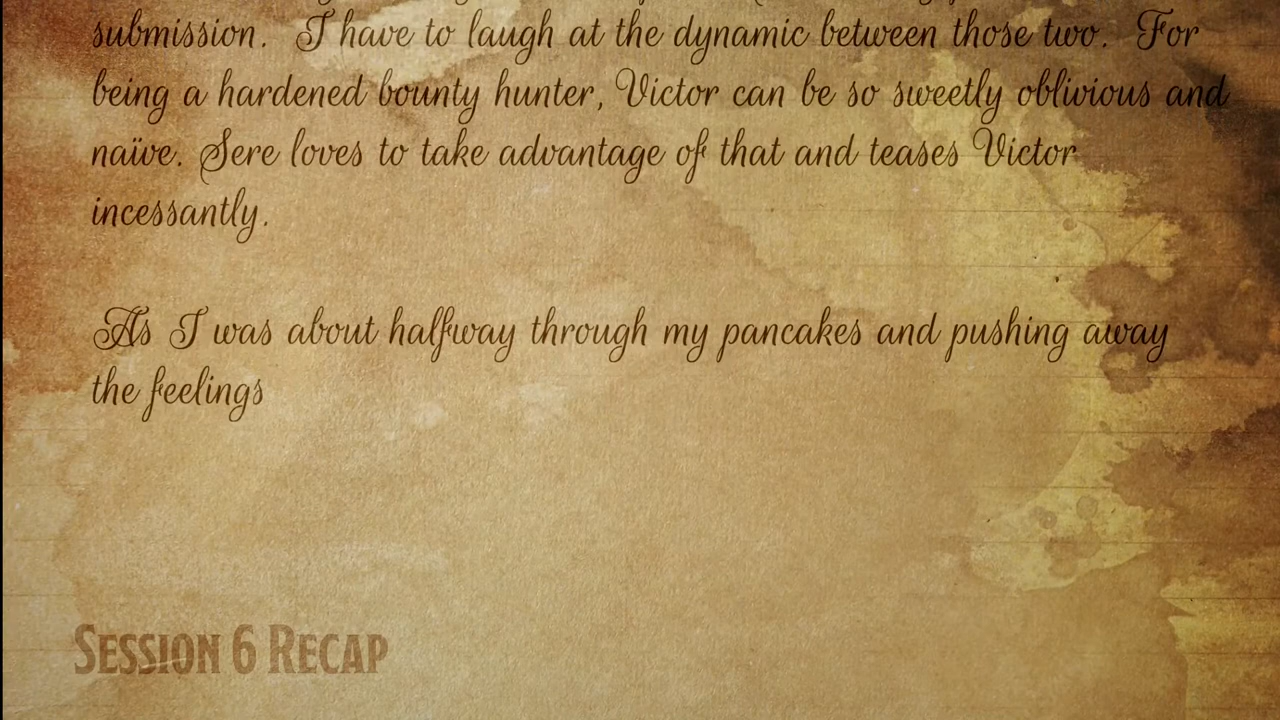 submission. I have to laugh at the dynamic between those two. For
being a hardened bounty hunter, Victor can be so sweetly oblivious and
naïve. Sere loves to take advantage of that and teases Victor
incessantly.
As I was about halfway through my pancakes and pushing away
the feelings
SESSION 6 RECAP